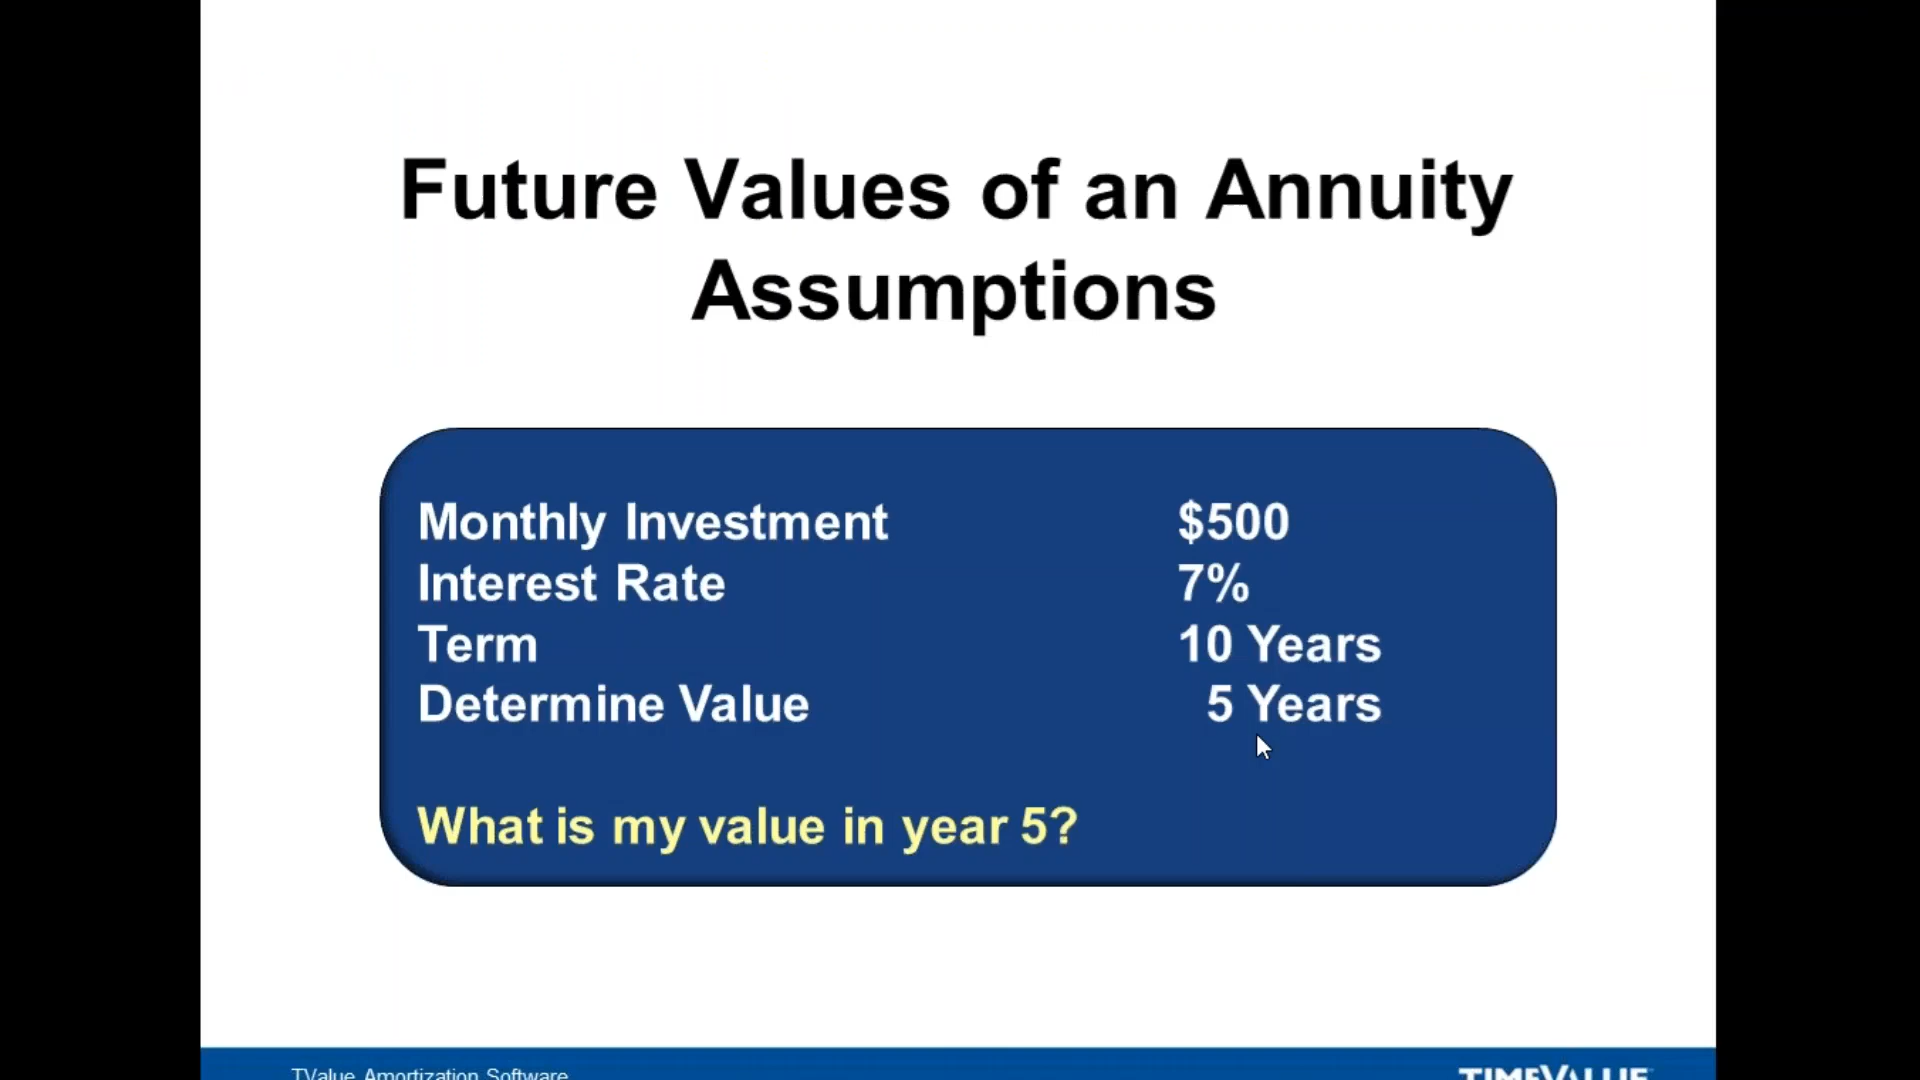 Future Values of an Annuity
Assumptions
Monthly Investment $500
Interest Rate 7%
Term 10 Years
Determine Value 5 Years
What is my value in year 5?
TValue Amortization Software
TIMEVALUE